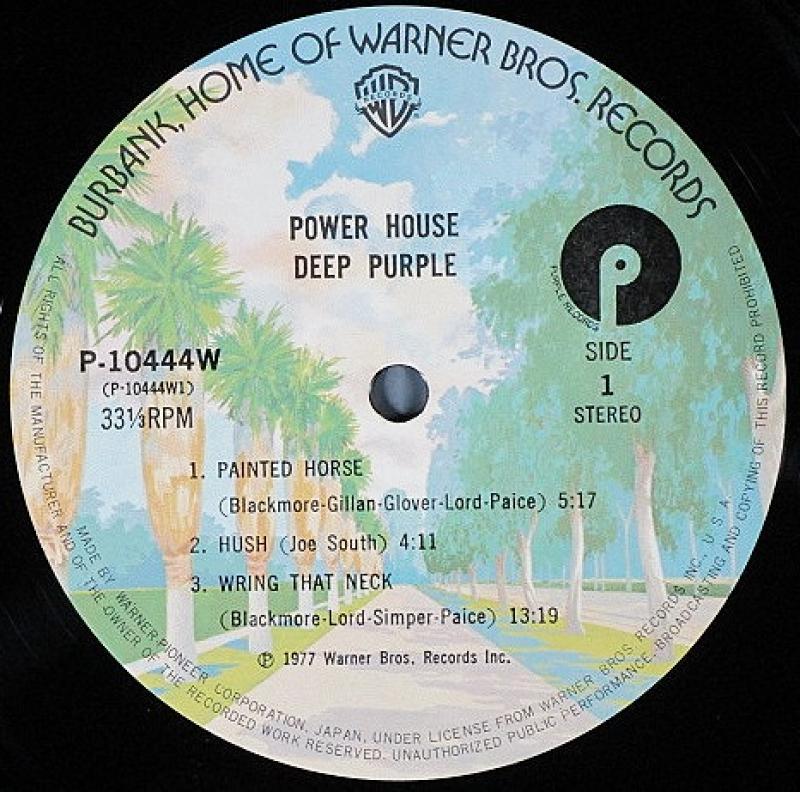 BURBANK, HOME OF WARNER BROS. RECORDS
RECORDS
POWER HOUSE
DEEP PURPLE
PURPLE RECORDS
P-10444W
(P-10444W1)
33⅓RPM
SIDE
1
STEREO
1. PAINTED HORSE
(Blackmore-Gillan-Glover-Lord-Paice) 5:17
2. HUSH (Joe South) 4:11
3. WRING THAT NECK
(Blackmore-Lord-Simper-Paice) 13:19
Ⓟ 1977 Warner Bros. Records Inc.
MADE BY WARNER-PIONEER CORPORATION, JAPAN, UNDER LICENSE FROM WARNER BROS. RECORDS INC., U.S.A.
ALL RIGHTS OF THE MANUFACTURER AND OF THE OWNER OF THE RECORDED WORK RESERVED. UNAUTHORIZED PUBLIC PERFORMANCE, BROADCASTING AND COPYING OF THIS RECORD PROHIBITED